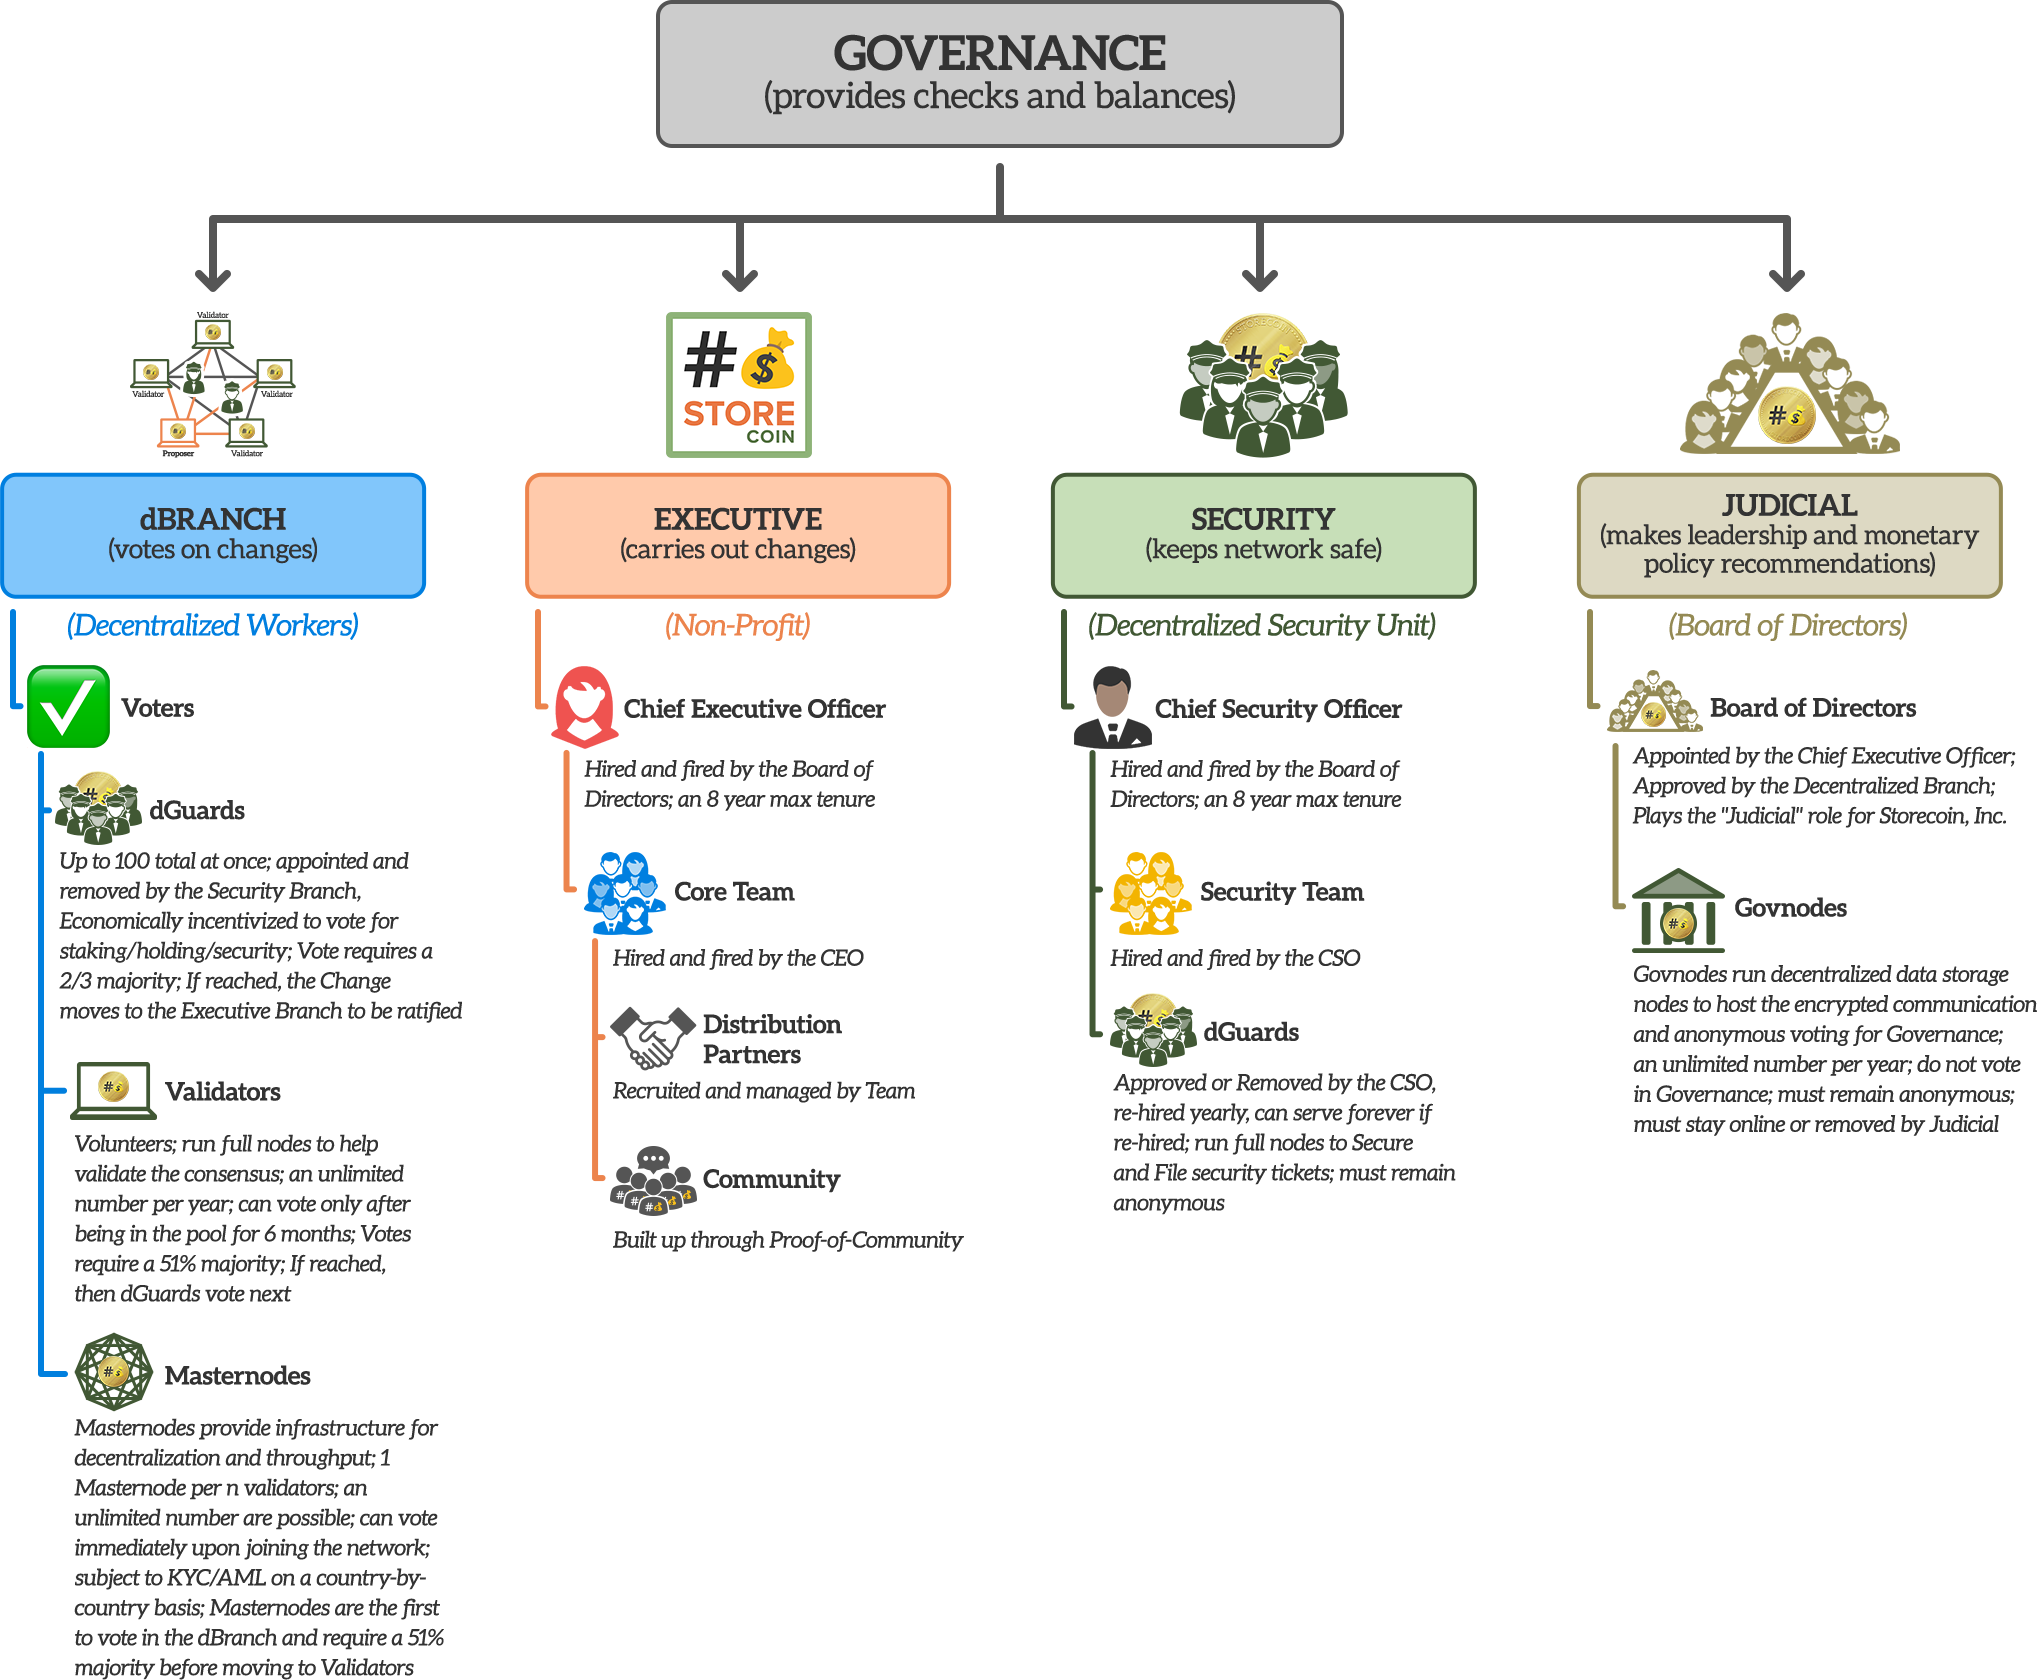 GOVERNANCE
(provides checks and balances)
Validator
Validator
Validator
Proposer
Validator
#
$
STORE
COIN
STORECOIN
#
$
#
$
dBRANCH
(votes on changes)
(Decentralized Workers)
Voters
dGuards
Up to 100 total at once; appointed and
removed by the Security Branch,
Economically incentivized to vote for
staking/holding/security; Vote requires a
2/3 majority; If reached, the Change
moves to the Executive Branch to be ratified
Validators
Volunteers; run full nodes to help
validate the consensus; an unlimited
number per year; can vote only after
being in the pool for 6 months; Votes
require a 51% majority; If reached,
then dGuards vote next
Masternodes
Masternodes provide infrastructure for
decentralization and throughput; 1
Masternode per n validators; an
unlimited number are possible; can vote
immediately upon joining the network;
subject to KYC/AML on a country-by-
country basis; Masternodes are the first
to vote in the dBranch and require a 51%
majority before moving to Validators
EXECUTIVE
(carries out changes)
(Non-Profit)
Chief Executive Officer
Hired and fired by the Board of
Directors; an 8 year max tenure
Core Team
Hired and fired by the CEO
Distribution
Partners
Recruited and managed by Team
Community
Built up through Proof-of-Community
SECURITY
(keeps network safe)
(Decentralized Security Unit)
Chief Security Officer
Hired and fired by the Board of
Directors; an 8 year max tenure
Security Team
Hired and fired by the CSO
dGuards
Approved or Removed by the CSO,
re-hired yearly, can serve forever if
re-hired; run full nodes to Secure
and File security tickets; must remain
anonymous
JUDICIAL
(makes leadership and monetary
policy recommendations)
(Board of Directors)
Board of Directors
Appointed by the Chief Executive Officer;
Approved by the Decentralized Branch;
Plays the "Judicial" role for Storecoin, Inc.
Govnodes
Govnodes run decentralized data storage
nodes to host the encrypted communication
and anonymous voting for Governance;
an unlimited number per year; do not vote
in Governance; must remain anonymous;
must stay online or removed by Judicial